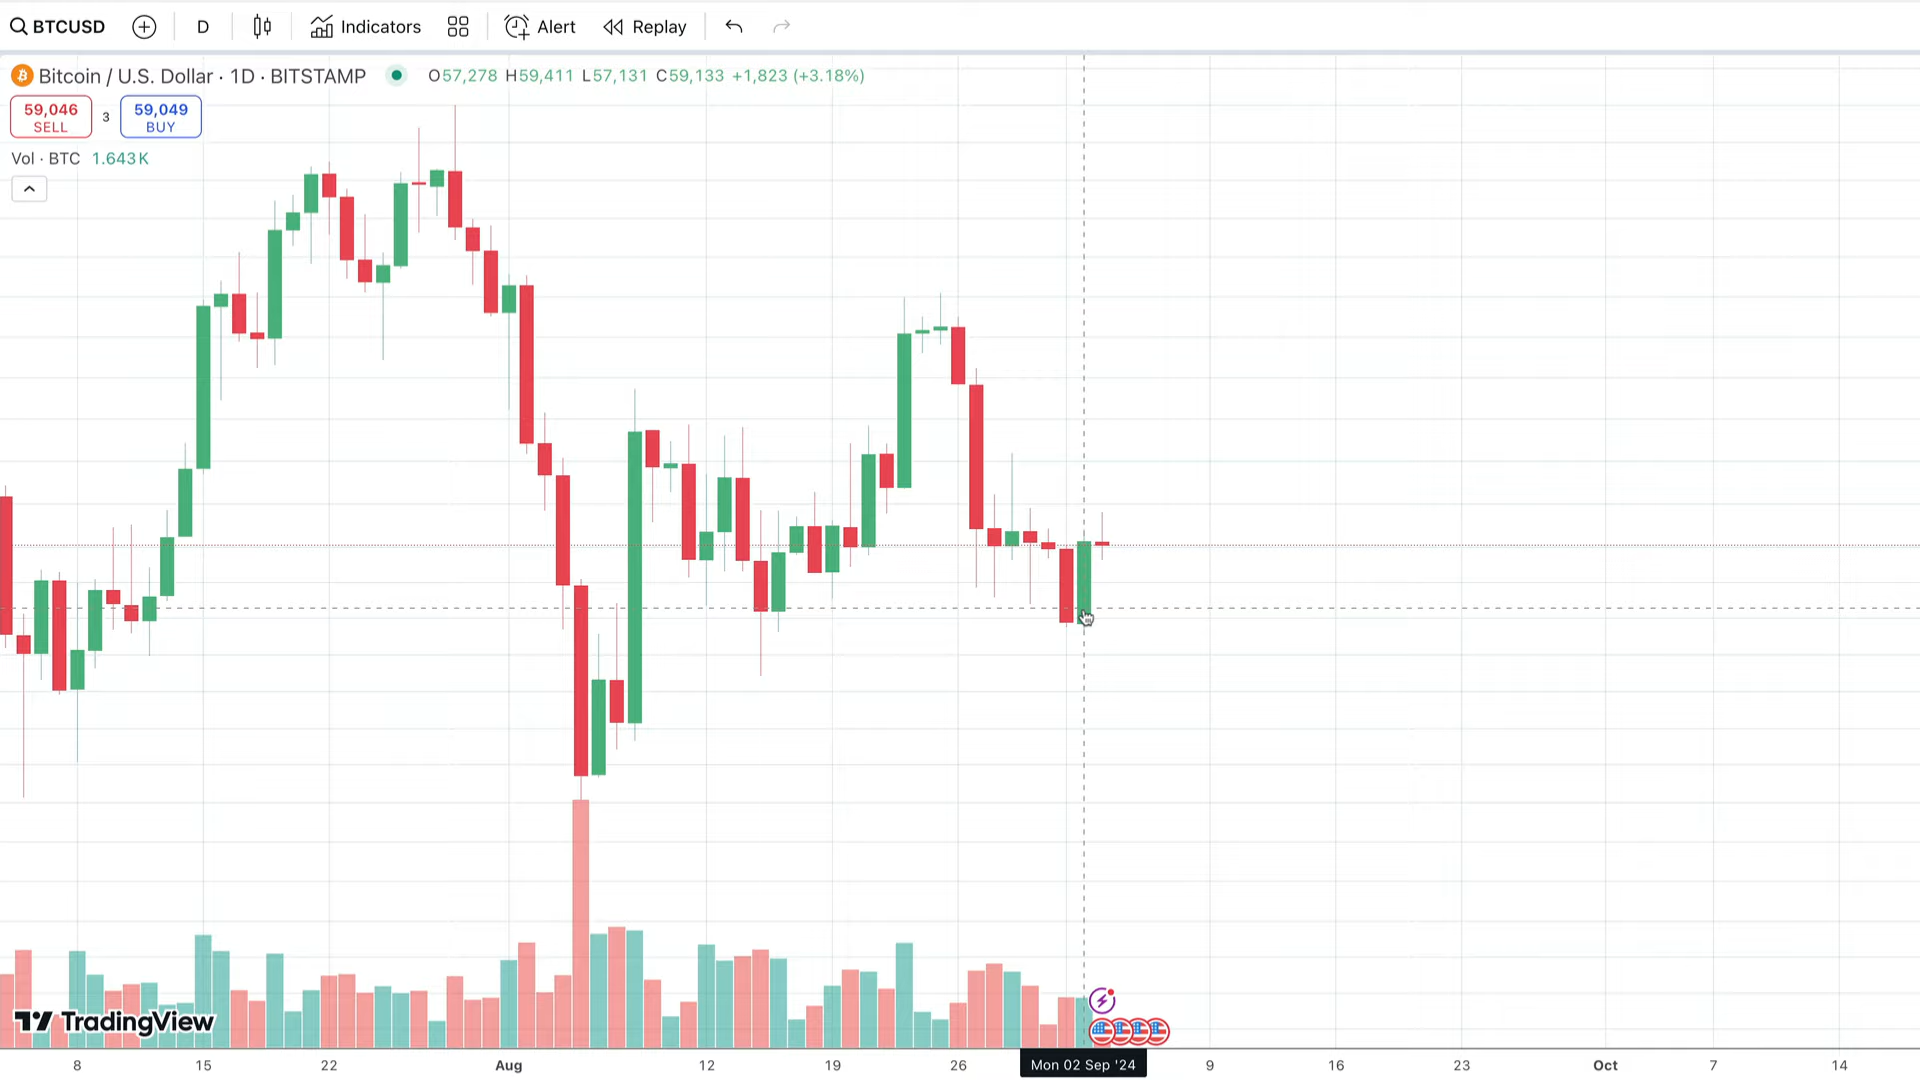 BTCUSD D Indicators Alert Replay
Bitcoin / U.S. Dollar · 1D · BITSTAMP O57,278 H59,411 L57,131 C59,133 +1,823 (+3.18%)
59,046 3 59,049
SELL BUY
Vol · BTC 1.643K
TradingView
8 15 22 Aug 12 19 26 Mon 02 Sep '24 9 16 23 Oct 7 14